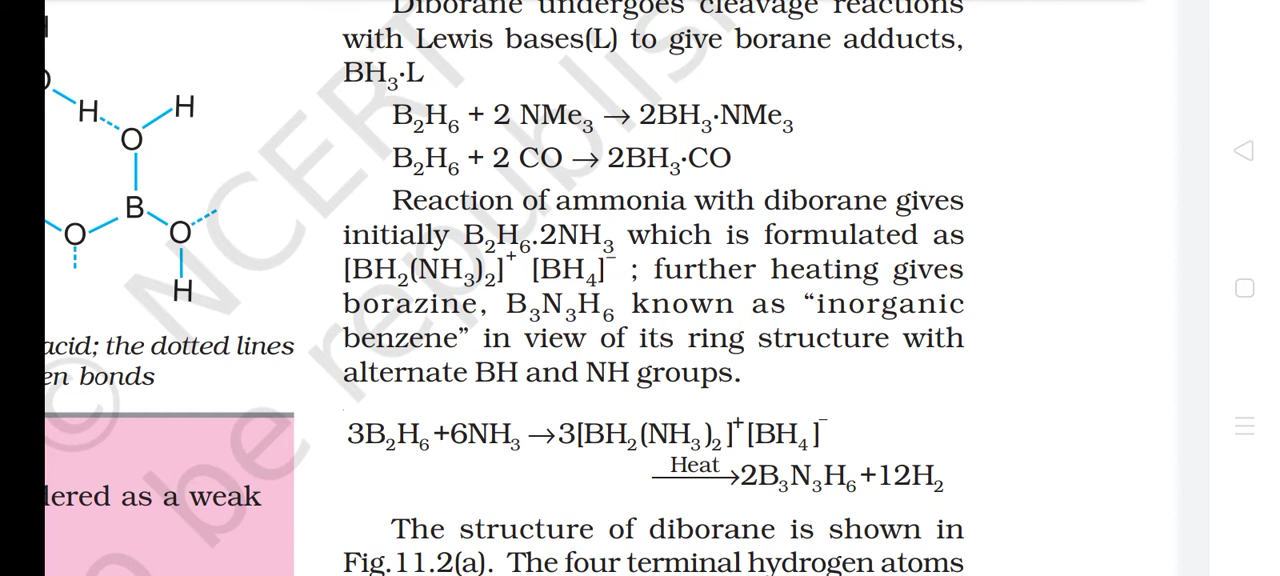 Diborane undergoes cleavage reactions
with Lewis bases(L) to give borane adducts,
BH₃·L
B₂H₆ + 2 NMe₃ → 2BH₃·NMe₃
B₂H₆ + 2 CO → 2BH₃·CO
Reaction of ammonia with diborane gives
initially B₂H₆.2NH₃ which is formulated as
[BH₂(NH₃)₂]⁺ [BH₄]⁻ ; further heating gives
borazine, B₃N₃H₆ known as “inorganic
benzene” in view of its ring structure with
alternate BH and NH groups.
3B₂H₆+6NH₃ →3[BH₂(NH₃)₂]⁺[BH₄]⁻
Heat
→2B₃N₃H₆+12H₂
The structure of diborane is shown in
Fig.11.2(a). The four terminal hydrogen atoms
H
O
H
H
O
B
O
O
H
acid; the dotted lines
en bonds
dered as a weak
© NCERT
be republish